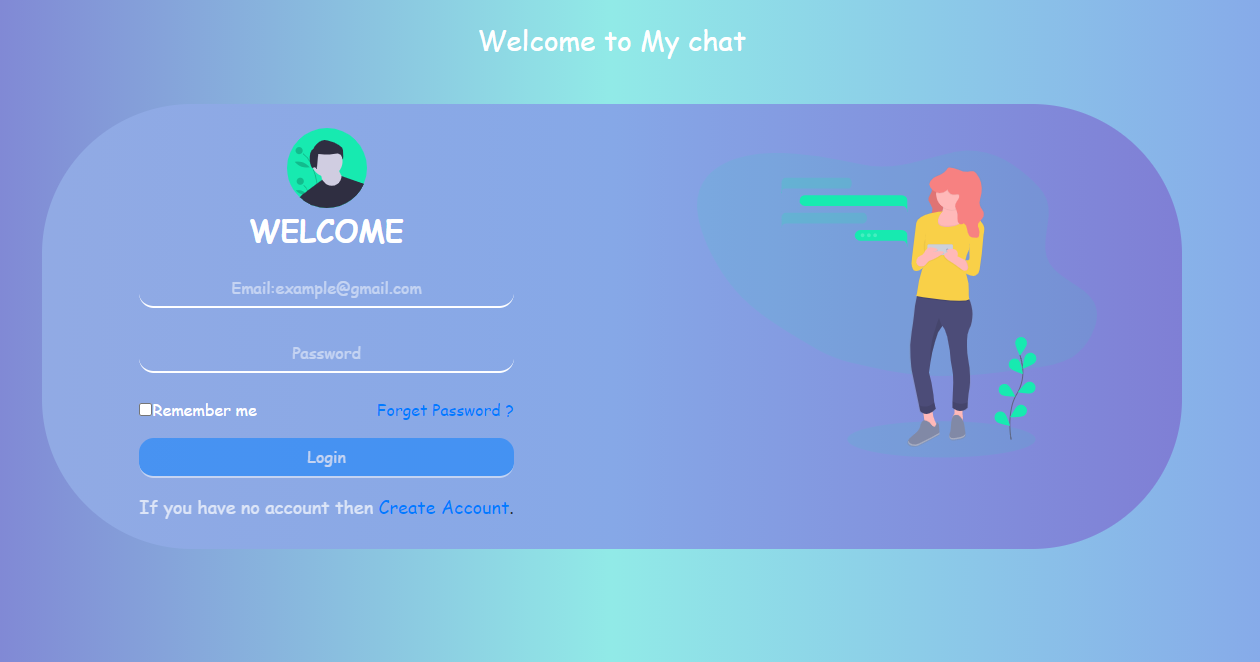 Welcome to My chat
WELCOME
Email:example@gmail.com
Password
Remember me
Forget Password ?
Login
If you have no account then Create Account.